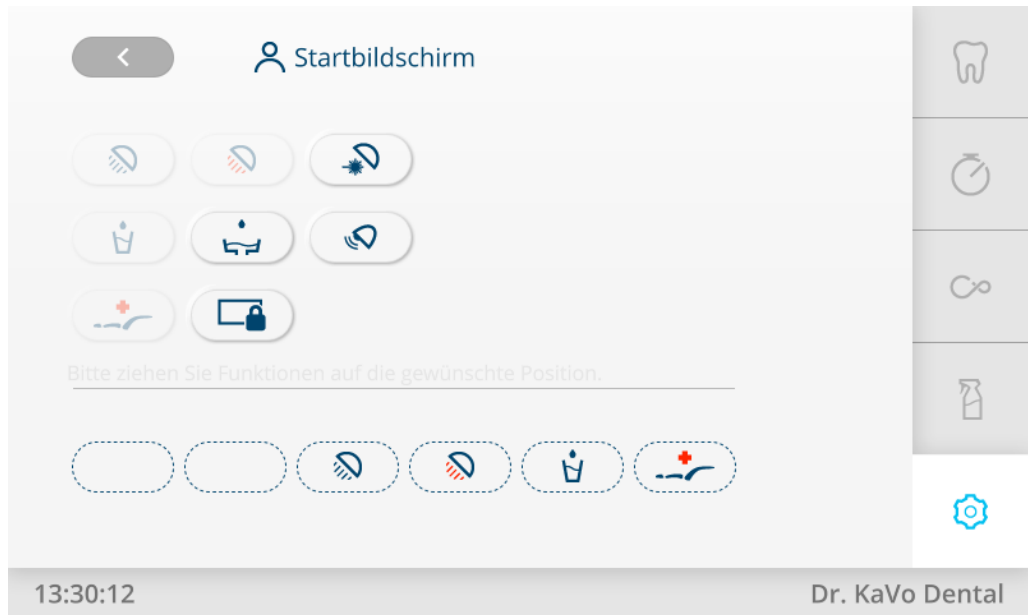 Startbildschirm
Bitte ziehen Sie Funktionen auf die gewünschte Position.
13:30:12
Dr. KaVo Dental